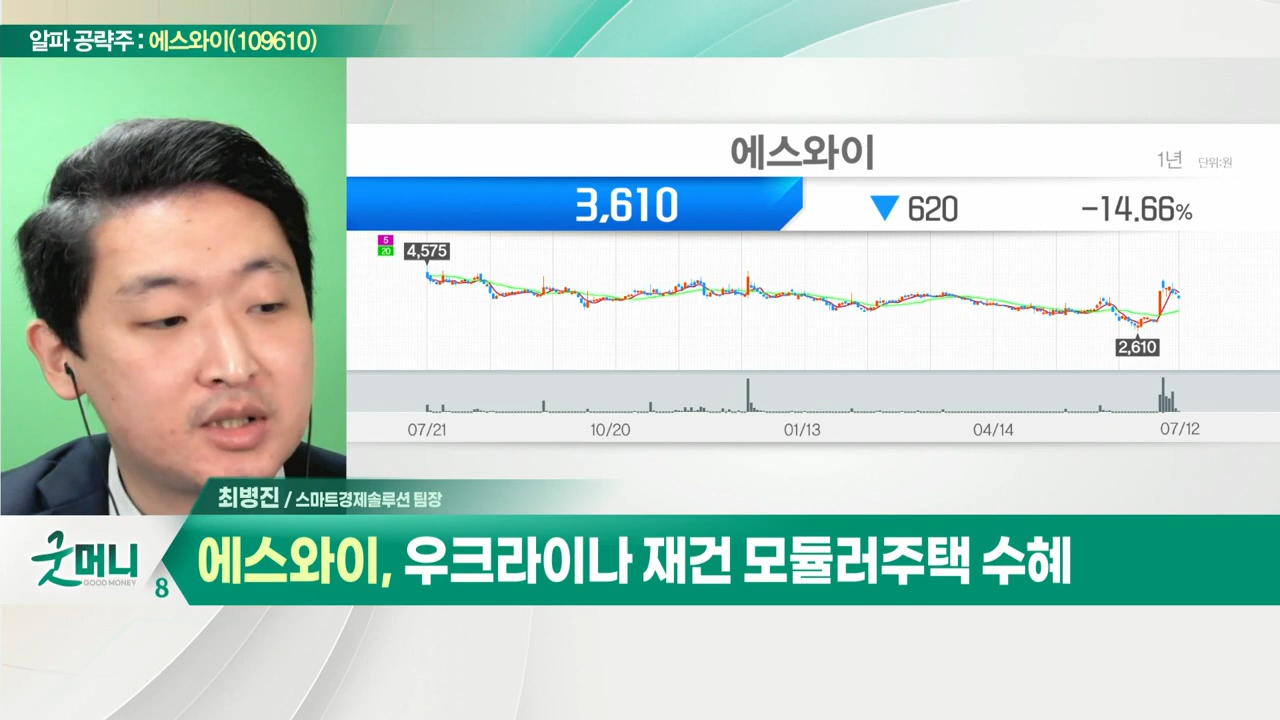 알파 공략주 : 에스와이(109610)
에스와이
1년 단위:원
3,610 ▼ 620 -14.66%
5
20
4,575
2,610
07/21 10/20 01/13 04/14 07/12
최병진 / 스마트경제솔루션 팀장
굿머니
GOOD MONEY
8
에스와이, 우크라이나 재건 모듈러주택 수혜